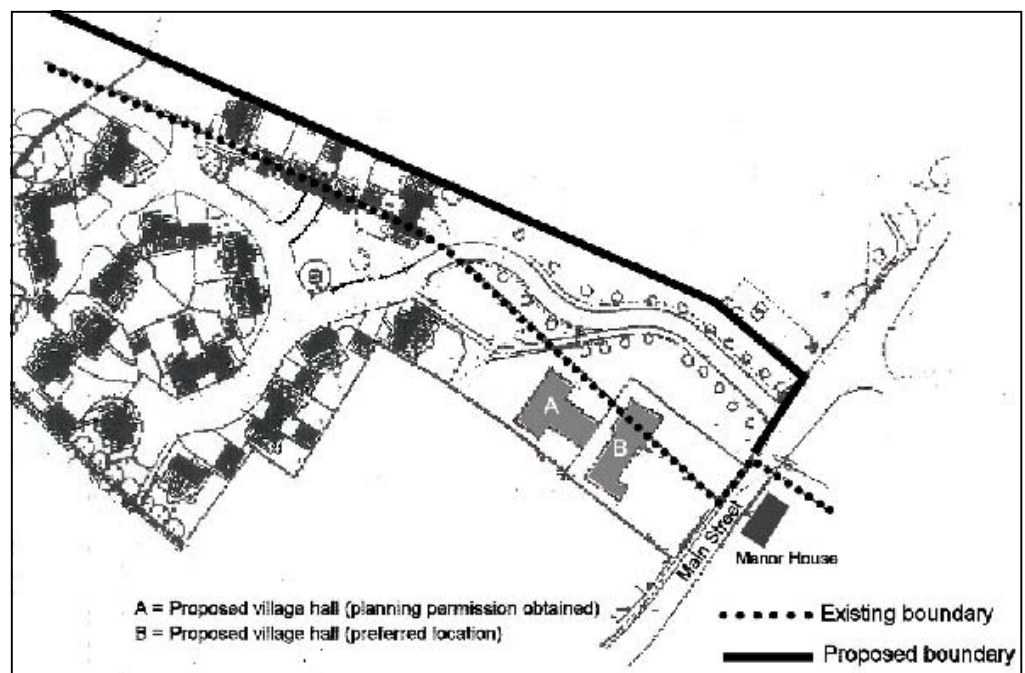 A
B
Main Street
Manor House
A = Proposed village hall (planning permission obtained)
B = Proposed village hall (preferred location)
Existing boundary
Proposed boundary